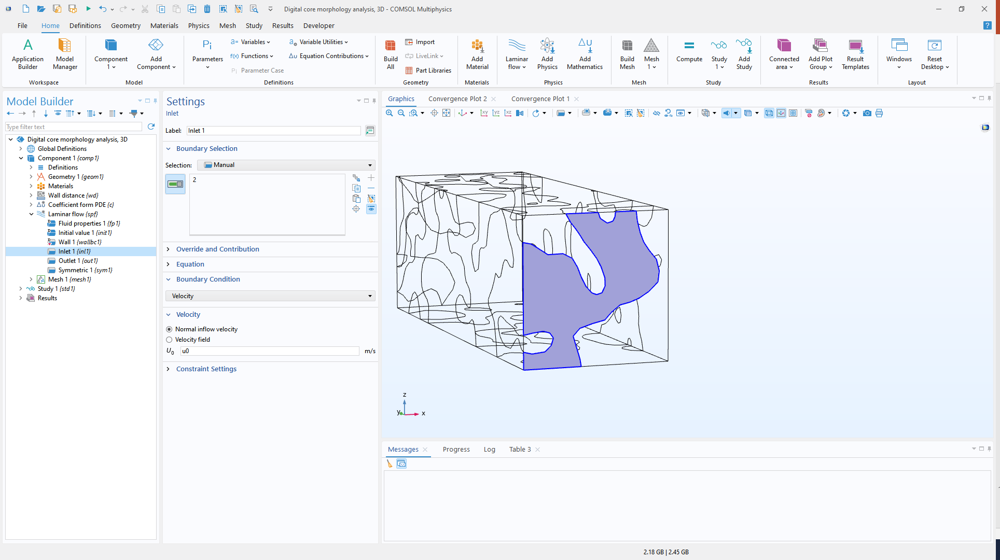 Digital core morphology analysis, 3D - COMSOL Multiphysics
File Home Definitions Geometry Materials Physics Mesh Study Results Developer
?
Application Builder
Model Manager
Workspace
Component 1
Add Component
Model
Pi
Parameters
a= Variables
f(x) Functions
Pi Parameter Case
a= Variable Utilities
Δu Equation Contributions
Definitions
Build All
Import
LiveLink
Part Libraries
Geometry
Add Material
Materials
Laminar flow
Add Physics
Add Mathematics
Physics
Build Mesh
Mesh 1
Mesh
Compute
Study 1
Add Study
Study
Connected area
Add Plot Group
Result Templates
Results
Windows
Reset Desktop
Layout
Model Builder
Type filter text
Digital core morphology analysis, 3D
Global Definitions
Component 1 {comp1}
Definitions
Geometry 1 {geom1}
Materials
Wall distance {wd}
Coefficient form PDE {c}
Laminar flow {spf}
Fluid properties 1 {fp1}
Initial value 1 {init1}
Wall 1 {wallbc1}
Inlet 1 {inl1}
Outlet 1 {out1}
Symmetric 1 {sym1}
Mesh 1 {mesh1}
Study 1 {std1}
Results
Settings
Inlet
Label: Inlet 1
Boundary Selection
Selection: Manual
2
Override and Contribution
Equation
Boundary Condition
Velocity
Velocity
Normal inflow velocity
Velocity field
U0 u0 m/s
Constraint Settings
Graphics Convergence Plot 2 Convergence Plot 1
xy yz xz
z
y x
Messages Progress Log Table 3
2.18 GB | 2.45 GB